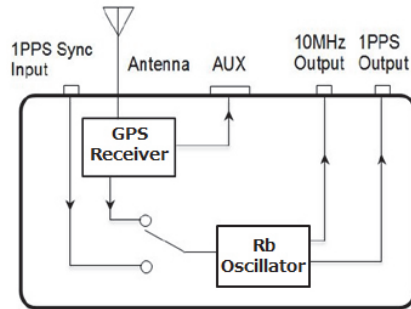 1PPS Sync
Input
Antenna
AUX
10MHz
Output
1PPS
Output
GPS
Receiver
Rb
Oscillator